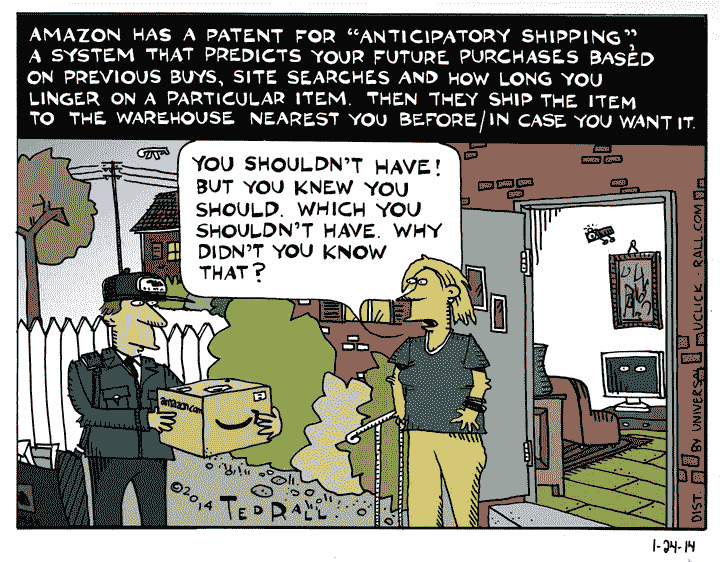 AMAZON HAS A PATENT FOR "ANTICIPATORY SHIPPING",
A SYSTEM THAT PREDICTS YOUR FUTURE PURCHASES BASED
ON PREVIOUS BUYS, SITE SEARCHES AND HOW LONG YOU
LINGER ON A PARTICULAR ITEM. THEN THEY SHIP THE ITEM
TO THE WAREHOUSE NEAREST YOU BEFORE/IN CASE YOU WANT IT.
YOU SHOULDN'T HAVE!
BUT YOU KNEW YOU
SHOULD. WHICH YOU
SHOULDN'T HAVE. WHY
DIDN'T YOU KNOW
THAT?
amazon.com
©2014 TED RALL
DIST. BY UNIVERSAL UCLICK · RALL.COM
1-24-14